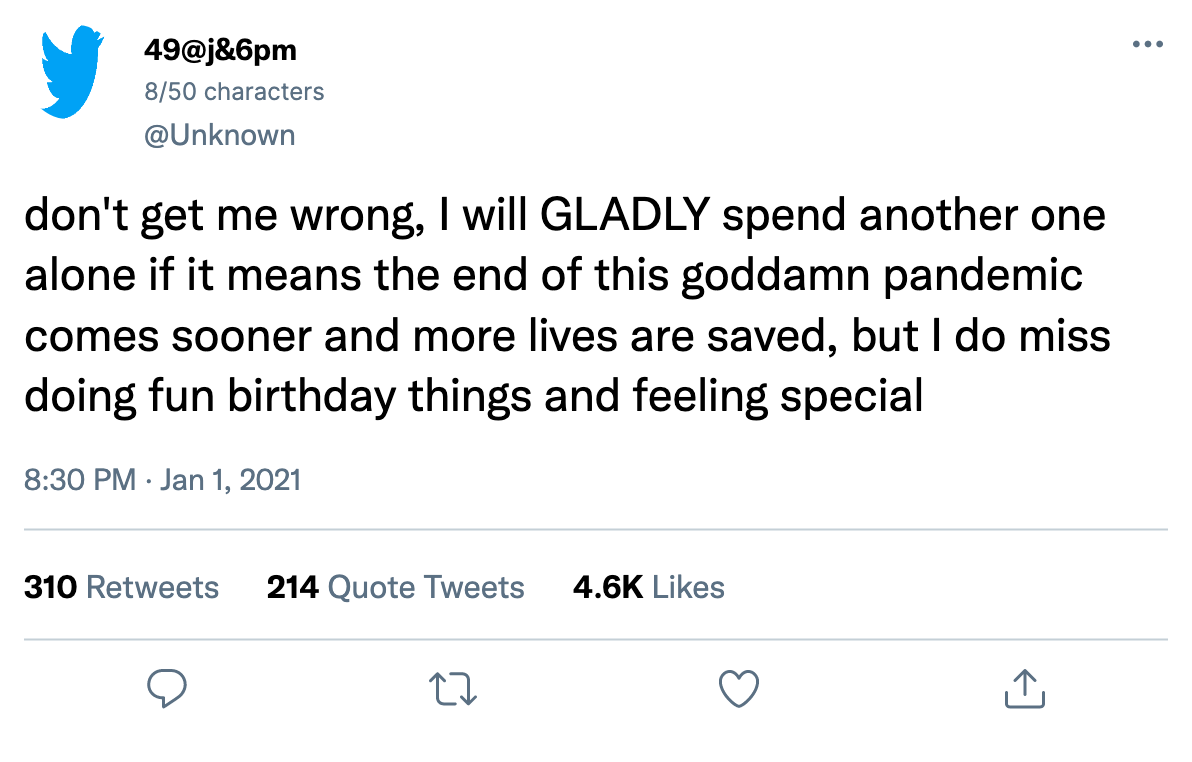 49@j&6pm
8/50 characters
@Unknown
don't get me wrong, I will GLADLY spend another one
alone if it means the end of this goddamn pandemic
comes sooner and more lives are saved, but I do miss
doing fun birthday things and feeling special
8:30 PM · Jan 1, 2021
310 Retweets 214 Quote Tweets 4.6K Likes